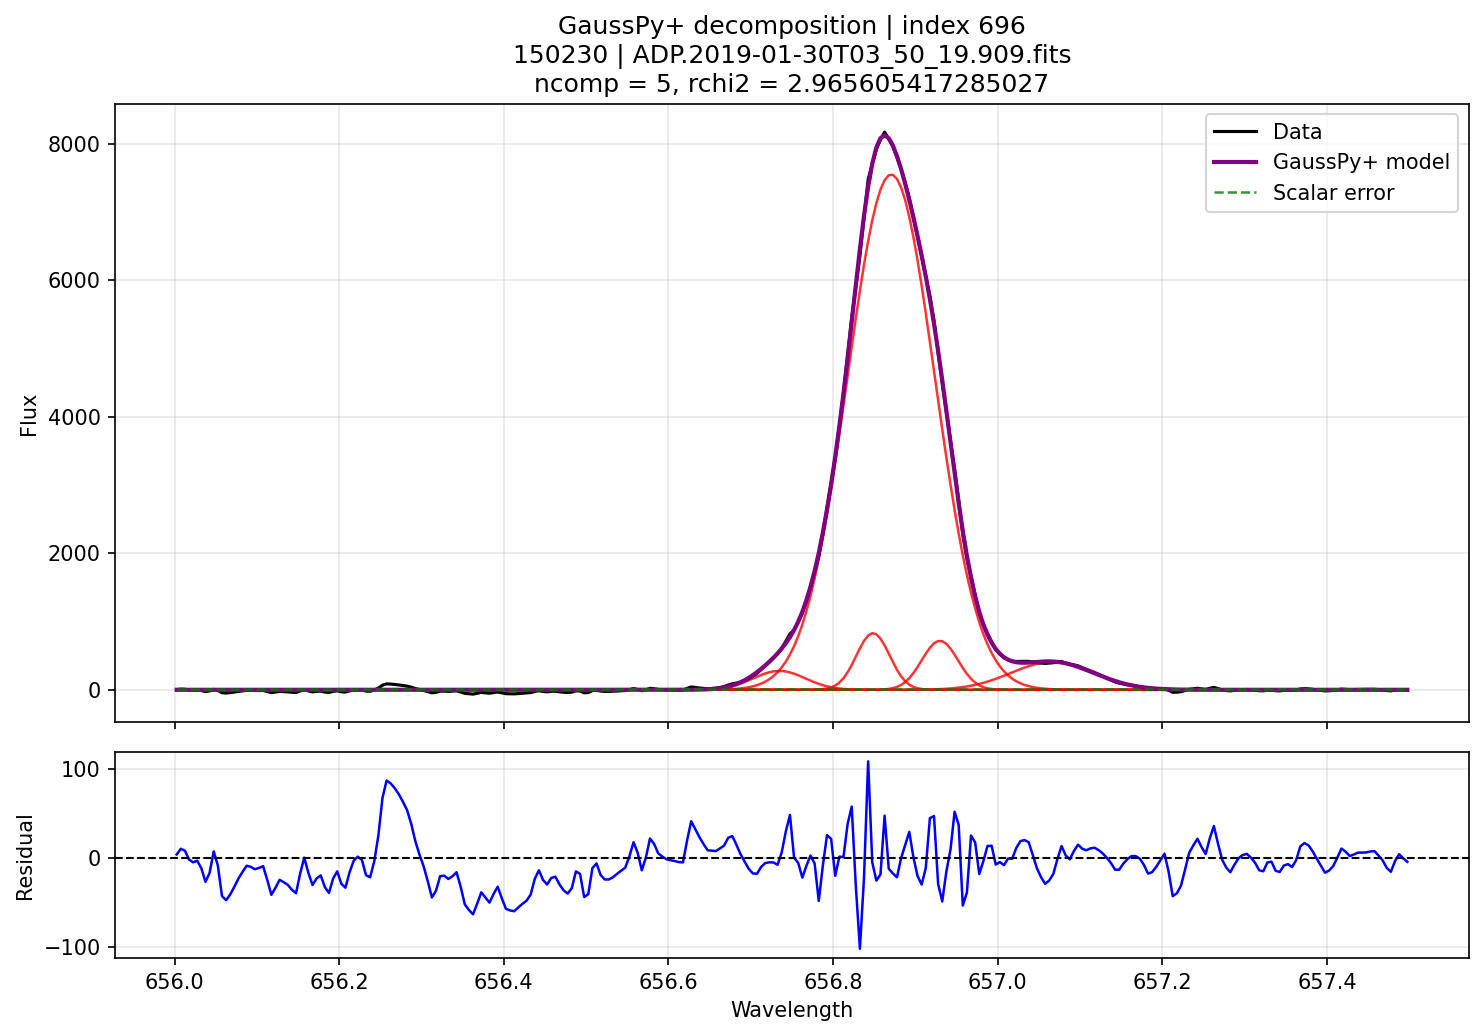 GaussPy+ decomposition | index 696
150230 | ADP.2019-01-30T03_50_19.909.fits
ncomp = 5, rchi2 = 2.965605417285027
Data
GaussPy+ model
Scalar error
8000
6000
4000
2000
0
Flux
100
0
−100
Residual
656.0
656.2
656.4
656.6
656.8
657.0
657.2
657.4
Wavelength